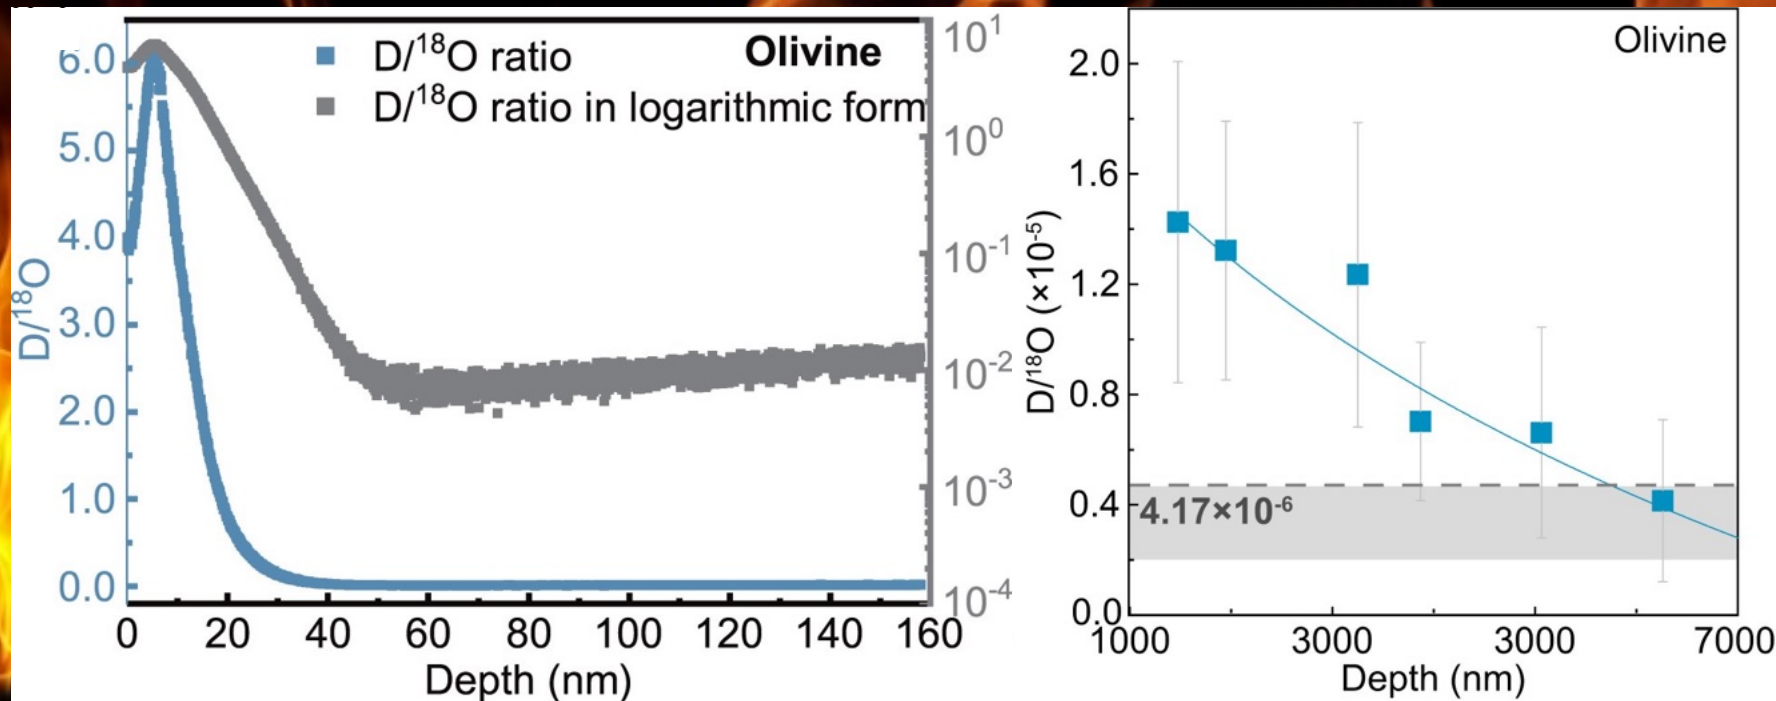 D/¹⁸O ratio
Olivine
D/¹⁸O ratio in logarithmic form
D/¹⁸O
6.0
5.0
4.0
3.0
2.0
1.0
0.0
10¹
10⁰
10⁻¹
10⁻²
10⁻³
10⁻⁴
0 20 40 60 80 100 120 140 160
Depth (nm)
Olivine
D/¹⁸O (×10⁻⁵)
2.0
1.6
1.2
0.8
0.4
0.0
4.17×10⁻⁶
1000 3000 3000 7000
Depth (nm)